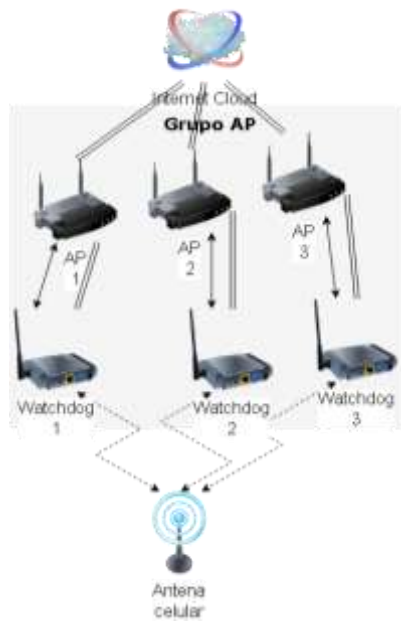 Internet Cloud
Grupo AP
AP
1
AP
2
AP
3
Watchdog
1
Watchdog
2
Watchdog
3
Antena
celular